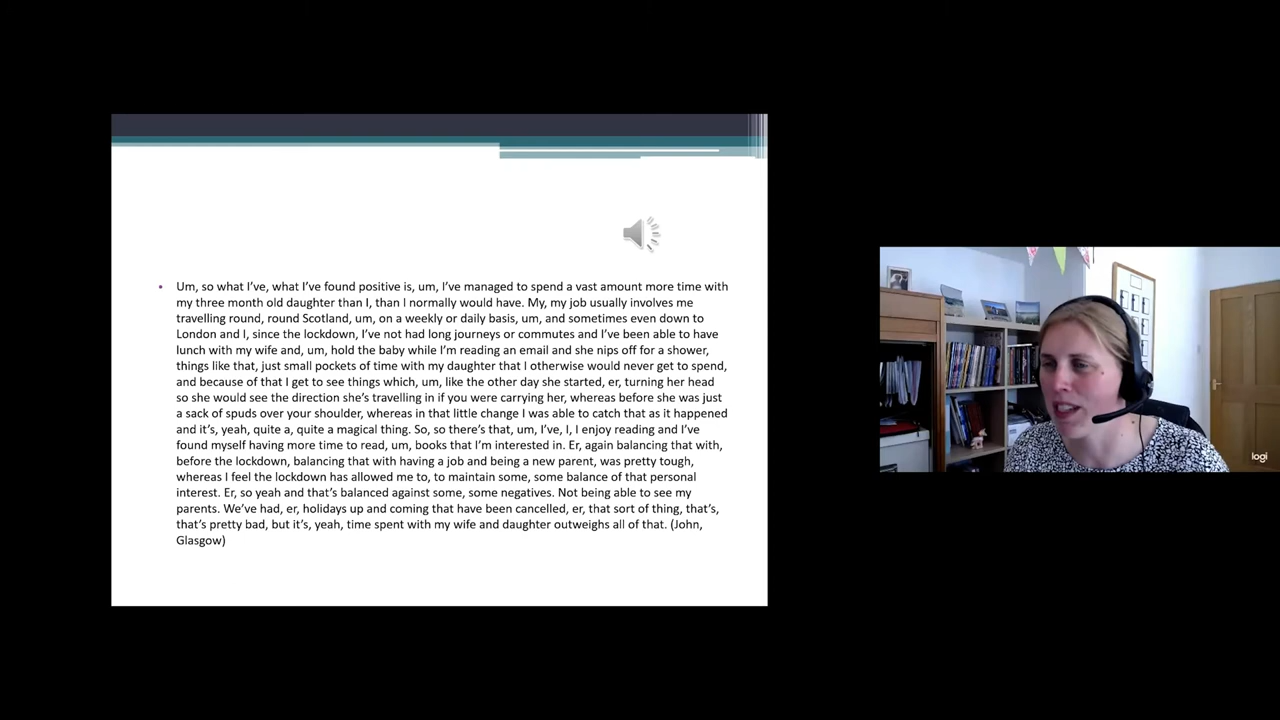 Um, so what I've, what I've found positive is, um, I've managed to spend a vast amount more time with
my three month old daughter than I, than I normally would have. My, my job usually involves me
travelling round, round Scotland, um, on a weekly or daily basis, um, and sometimes even down to
London and I, since the lockdown, I've not had long journeys or commutes and I've been able to have
lunch with my wife and, um, hold the baby while I'm reading an email and she nips off for a shower,
things like that, just small pockets of time with my daughter that I otherwise would never get to spend,
and because of that I get to see things which, um, like the other day she started, er, turning her head
so she would see the direction she's travelling in if you were carrying her, whereas before she was just
a sack of spuds over your shoulder, whereas in that little change I was able to catch that as it happened
and it's, yeah, quite a, quite a magical thing. So, so there's that, um, I've, I, I enjoy reading and I've
found myself having more time to read, um, books that I'm interested in. Er, again balancing that with,
before the lockdown, balancing that with having a job and being a new parent, was pretty tough,
whereas I feel the lockdown has allowed me to, to maintain some, some balance of that personal
interest. Er, so yeah and that's balanced against some, some negatives. Not being able to see my
parents. We've had, er, holidays up and coming that have been cancelled, er, that sort of thing, that's,
that's pretty bad, but it's, yeah, time spent with my wife and daughter outweighs all of that. (John,
Glasgow)
logi